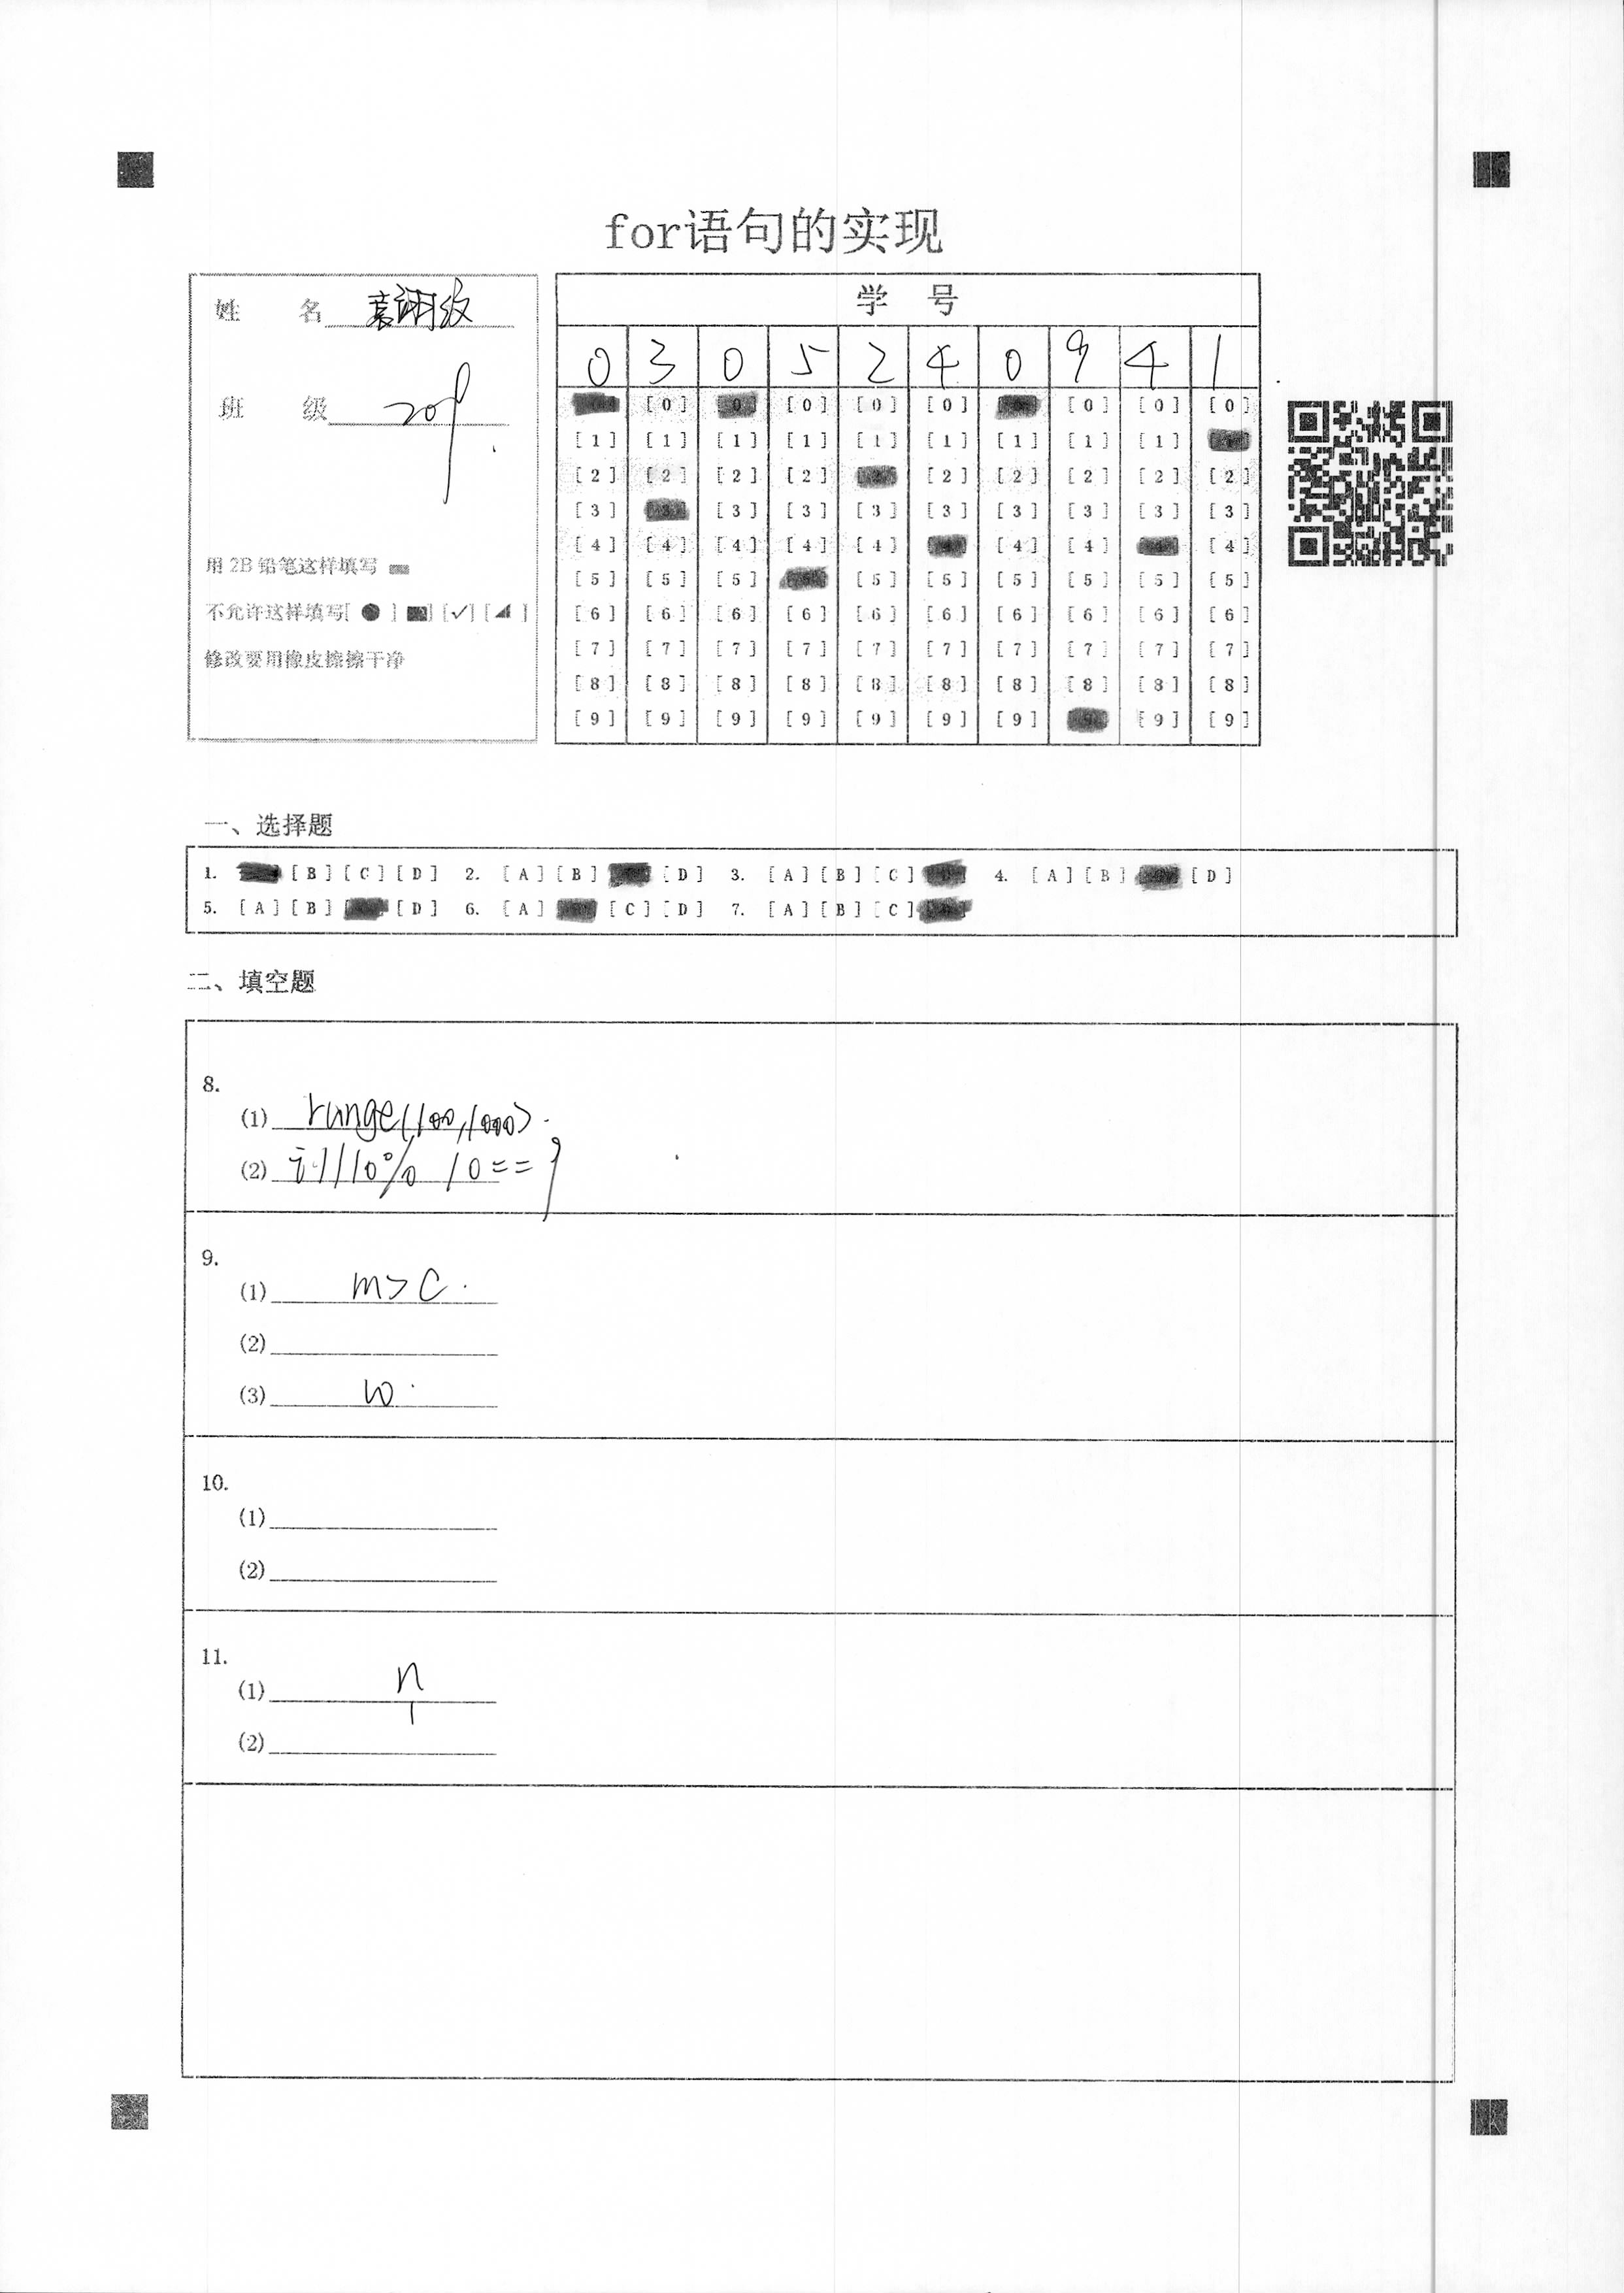 for语句的实现
姓 名
班 级 209
用 2B 铅笔这样填写
不允许这样填写[ ● ] [✓] [ ]
修改要用橡皮擦擦干净
学 号
0 3 0 5 2 4 0 9 4 1
[0] [0] [0] [0] [0] [0] [0]
[1] [1] [1] [1] [1] [1] [1] [1] [1]
[2] [2] [2] [2] [2] [2] [2] [2] [2] [2]
[3] [3] [3] [3] [3] [3] [3] [3] [3] [3]
[4] [4] [4] [4] [4] [4] [4] [4] [4] [4]
[5] [5] [5] [5] [5] [5] [5] [5] [5]
[6] [6] [6] [6] [6] [6] [6] [6] [6] [6]
[7] [7] [7] [7] [7] [7] [7] [7] [7] [7]
[8] [8] [8] [8] [8] [8] [8] [8] [8] [8]
[9] [9] [9] [9] [9] [9] [9] [9] [9] [9]
一、选择题
1. [B] [C] [D] 2. [A] [B] [D] 3. [A] [B] [C] 4. [A] [B] [D]
5. [A] [B] [D] 6. [A] [C] [D] 7. [A] [B] [C]
二、填空题
8.
(1) range(100,1000)
(2) i//10%10==9
9.
(1) m>c
(2)
(3) w
10.
(1)
(2)
11.
(1) n
(2)